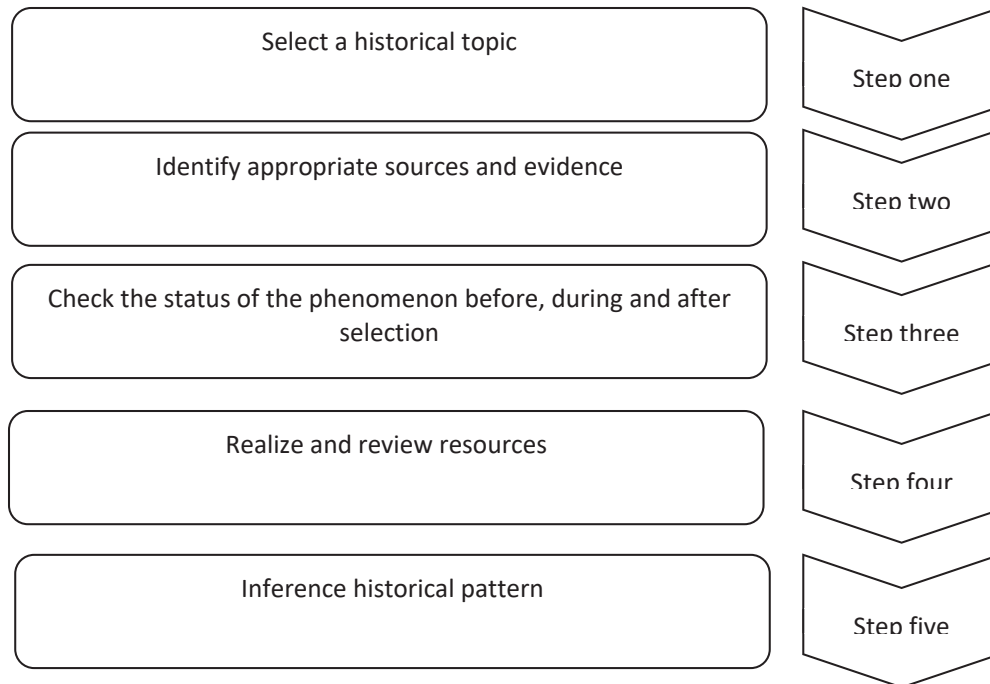 Select a historical topic
Step one
Identify appropriate sources and evidence
Step two
Check the status of the phenomenon before, during and after
selection
Step three
Realize and review resources
Step four
Inference historical pattern
Step five